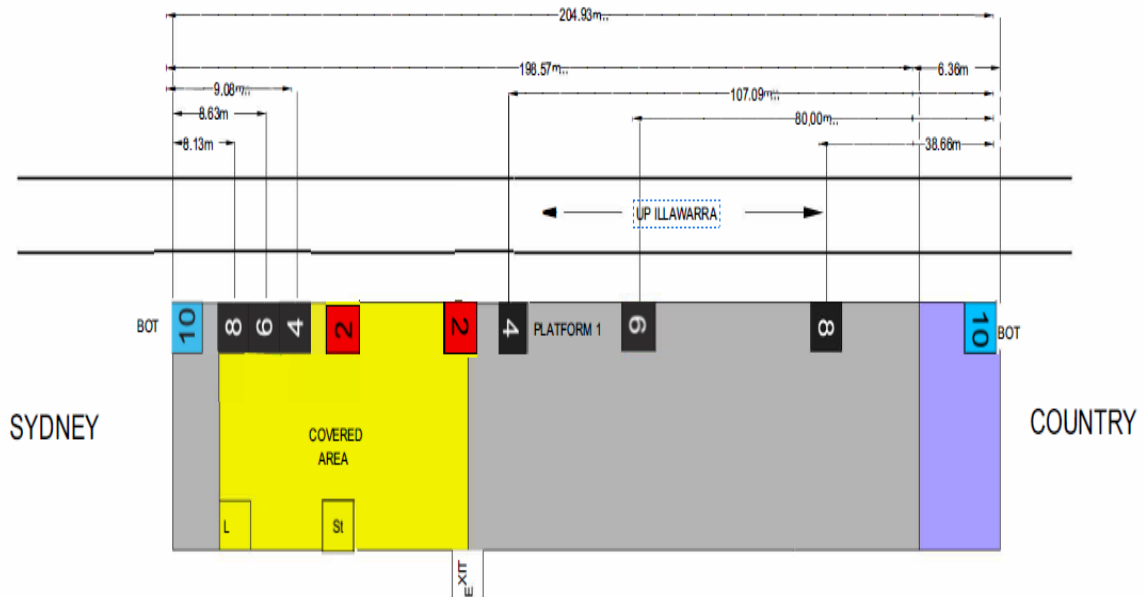 204.93m..
198.57m..
6.36m
9.08m..
107.09m..
8.63m
80.00m..
8.13m
38.66m
UP ILLAWARRA
BOT
10
8
6
4
2
2
4
PLATFORM 1
6
8
10
BOT
SYDNEY
COVERED
AREA
COUNTRY
L
St
EXIT